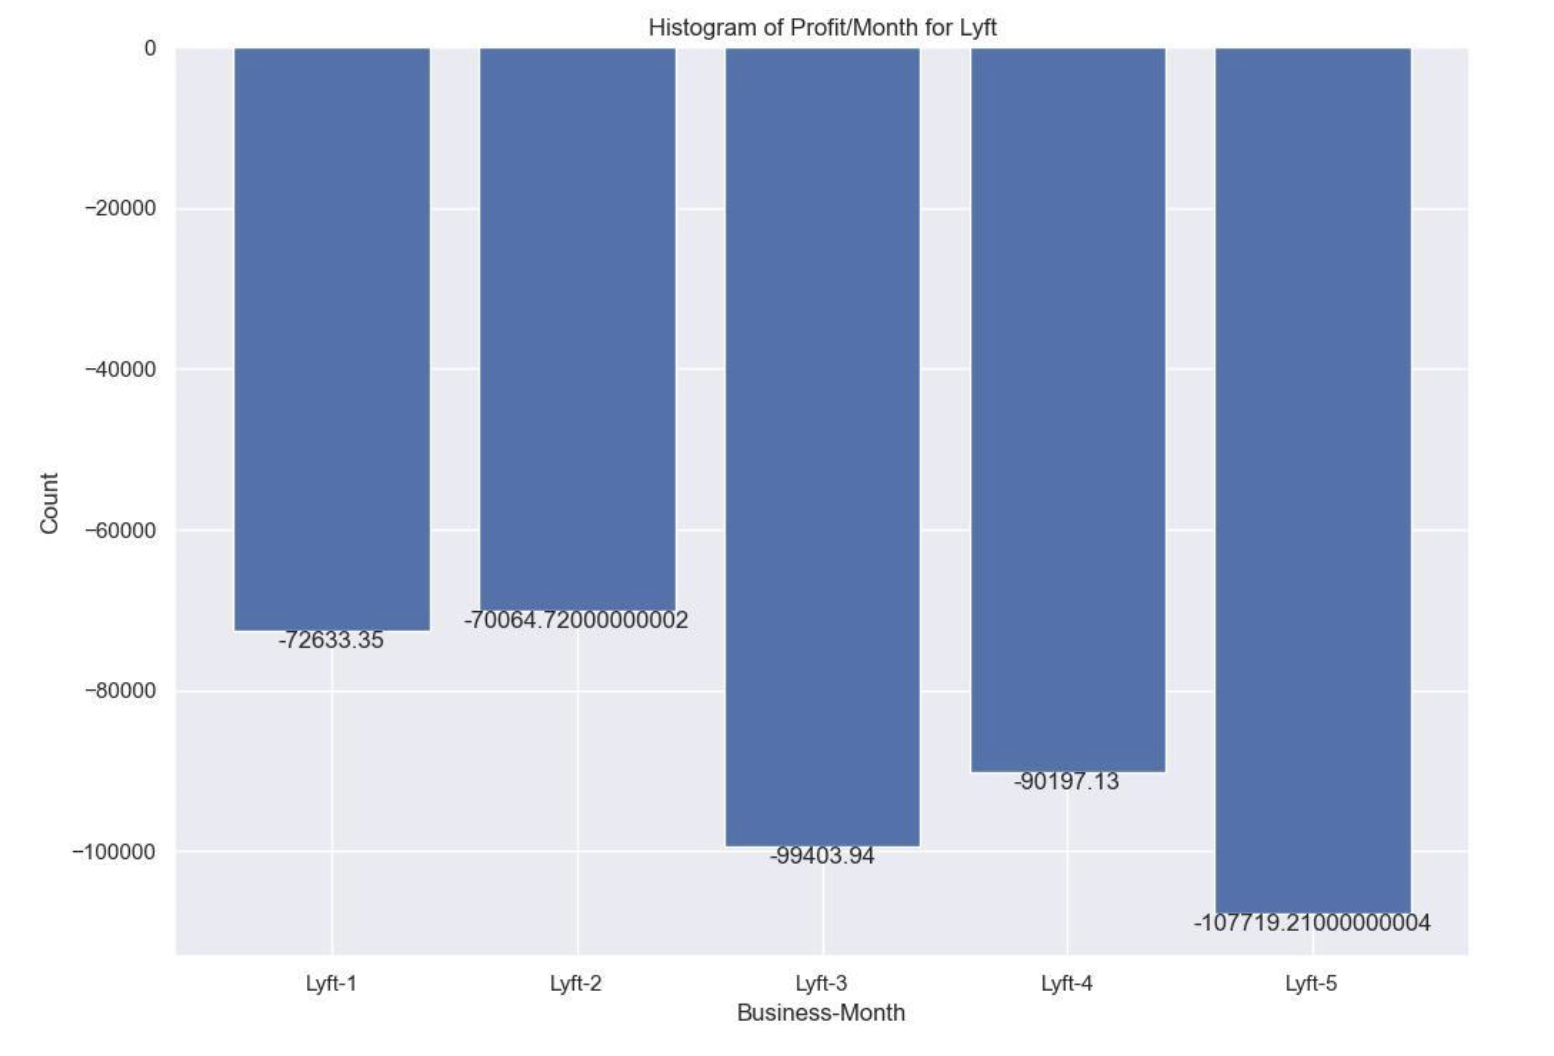 Histogram of Profit/Month for Lyft
0
−20000
−40000
−60000
−80000
−100000
Count
-72633.35
-70064.72000000002
-99403.94
-90197.13
-107719.21000000004
Lyft-1
Lyft-2
Lyft-3
Lyft-4
Lyft-5
Business-Month